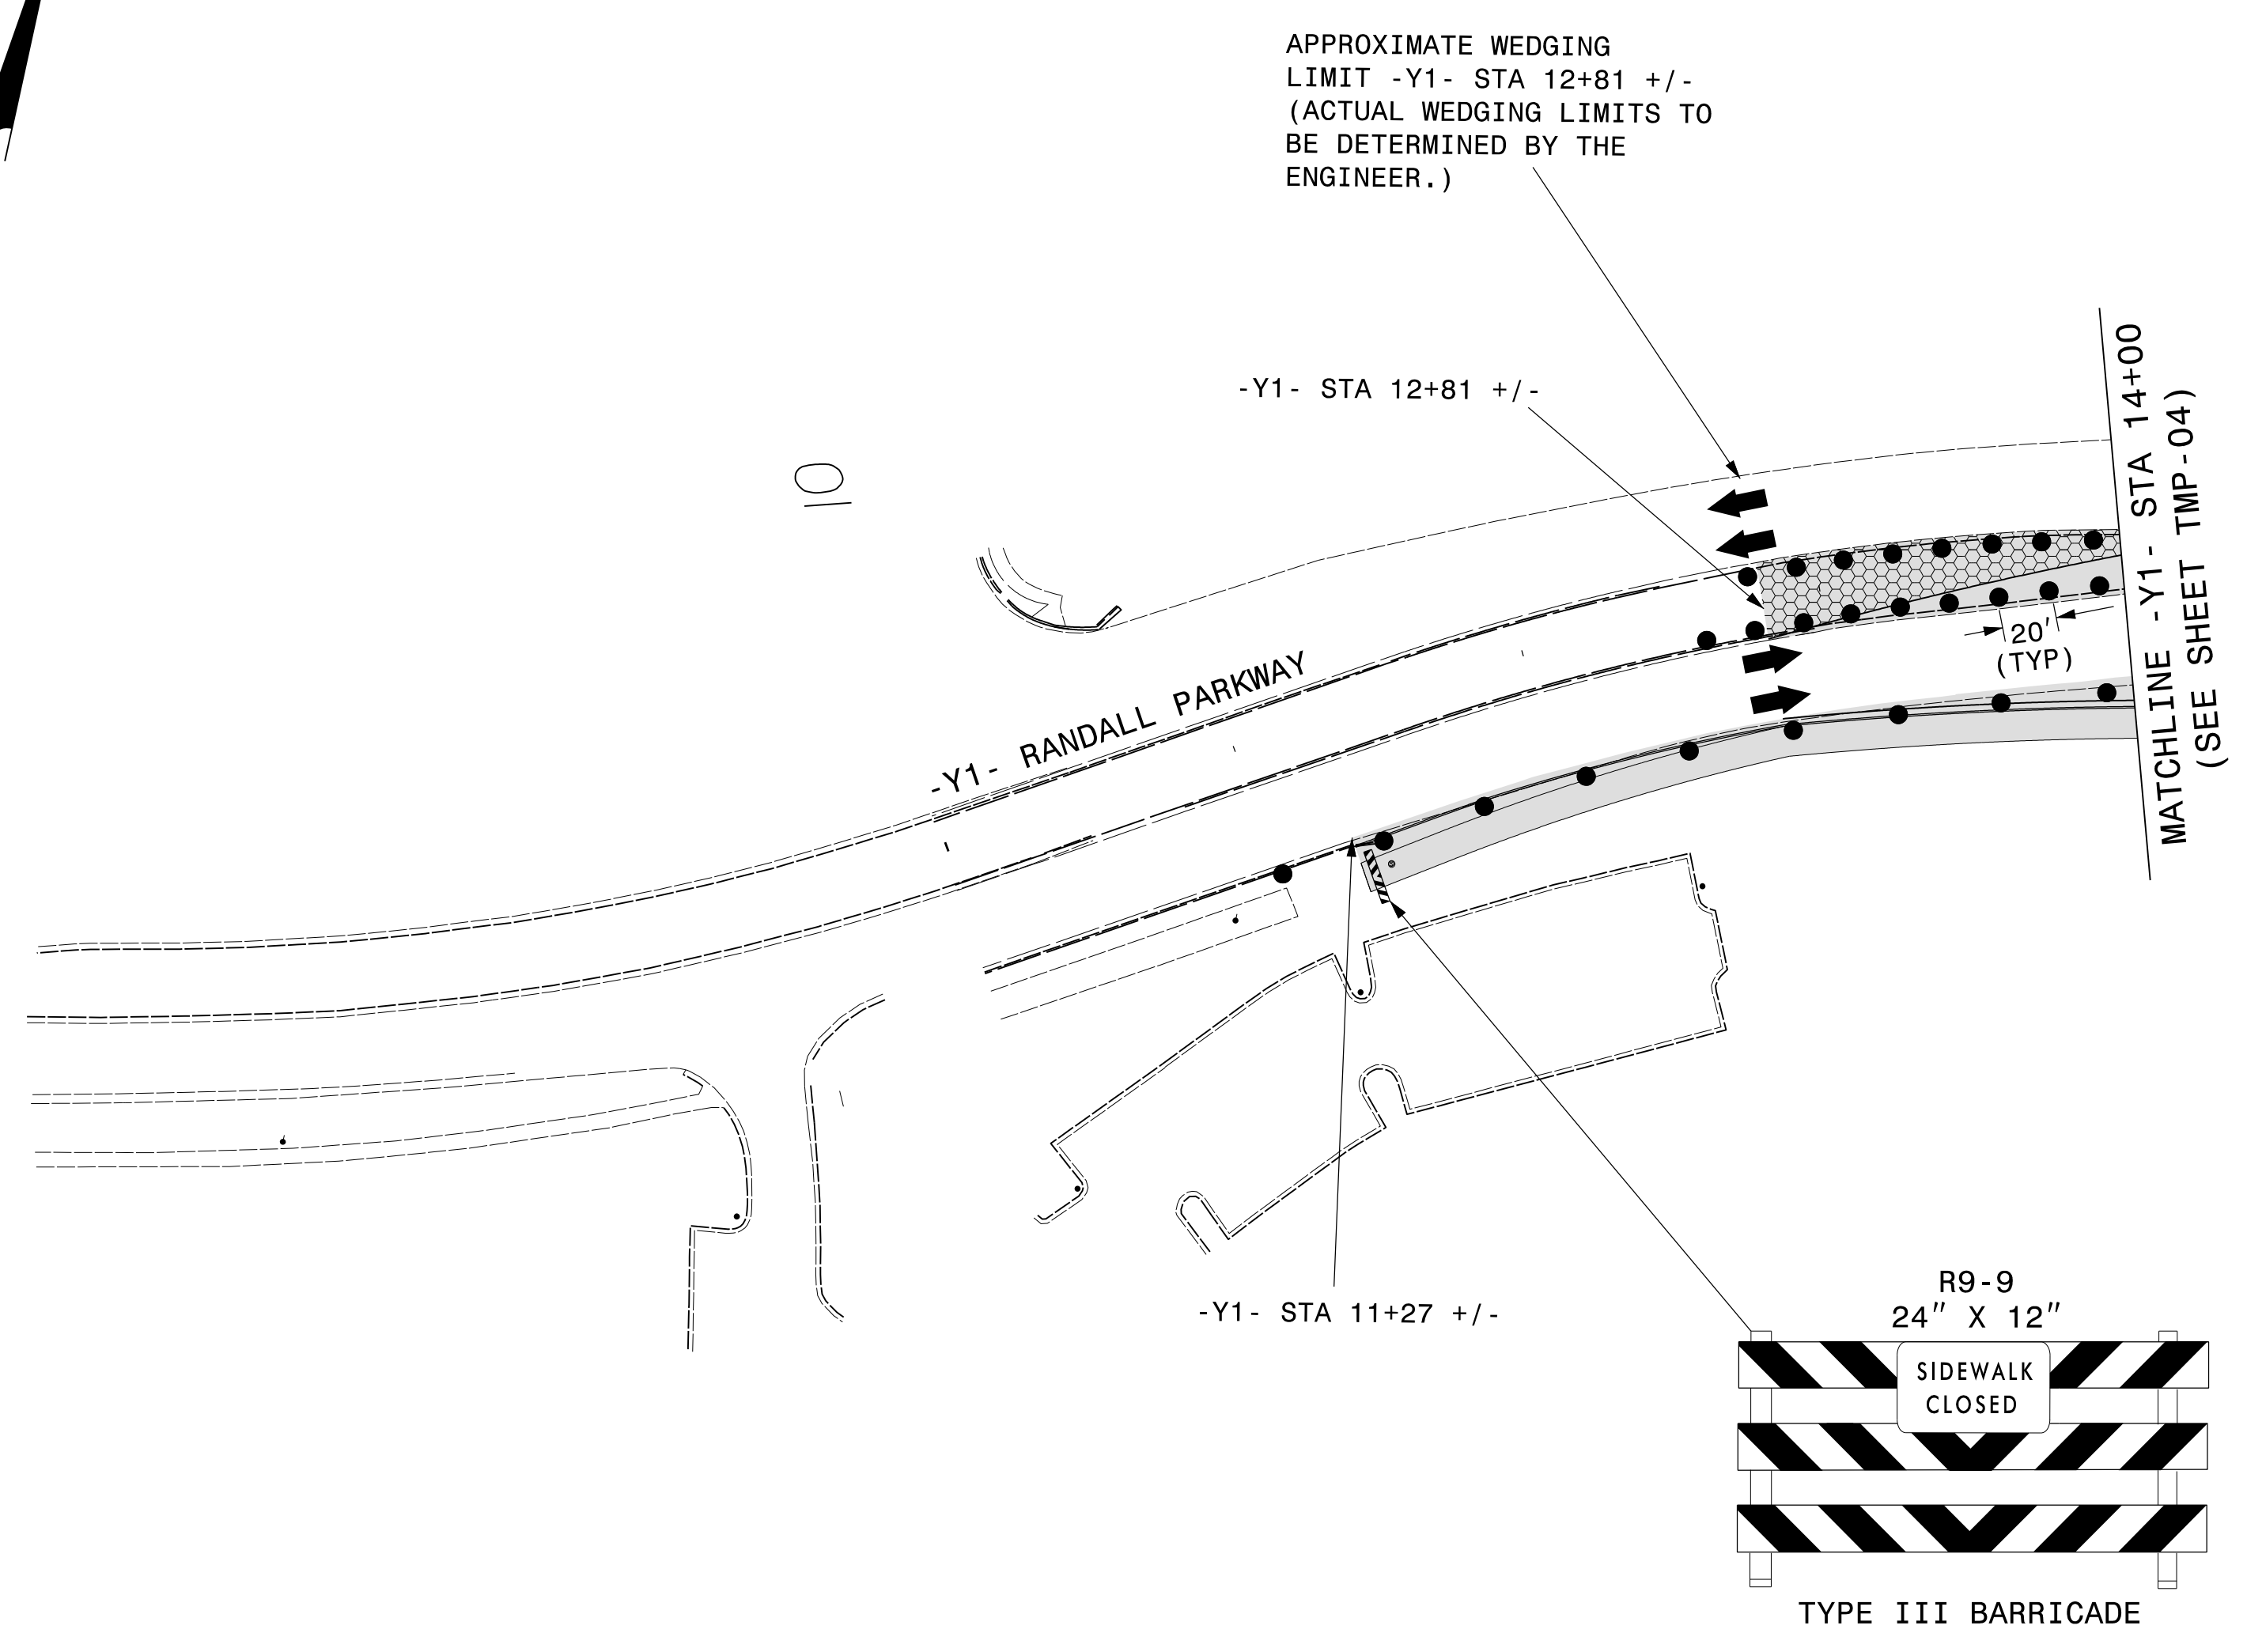 APPROXIMATE WEDGING
LIMIT -Y1- STA 12+81 +/-
(ACTUAL WEDGING LIMITS TO
BE DETERMINED BY THE
ENGINEER.)
-Y1- STA 12+81 +/-
10
-Y1- RANDALL PARKWAY
20'
(TYP)
MATCHLINE -Y1- STA 14+00
(SEE SHEET TMP-04)
-Y1- STA 11+27 +/-
R9-9
24" X 12"
SIDEWALK
CLOSED
TYPE III BARRICADE